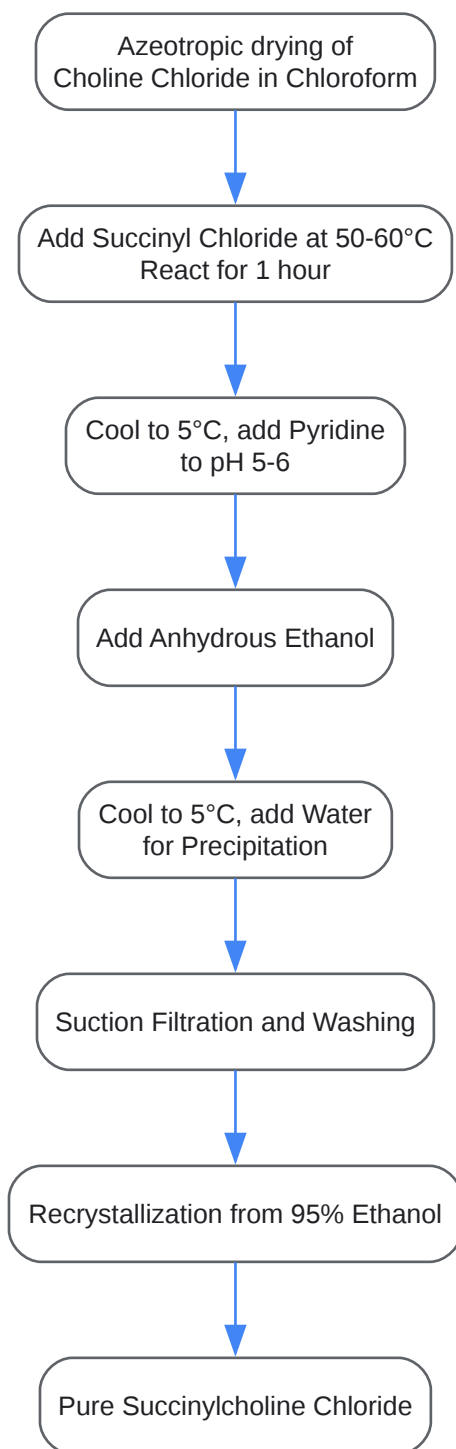 Azeotropic drying of
Choline Chloride in Chloroform
Add Succinyl Chloride at 50-60°C
React for 1 hour
Cool to 5°C, add Pyridine
to pH 5-6
Add Anhydrous Ethanol
Cool to 5°C, add Water
for Precipitation
Suction Filtration and Washing
Recrystallization from 95% Ethanol
Pure Succinylcholine Chloride